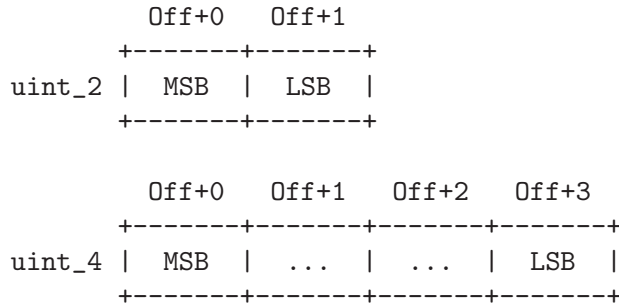 Off+0   Off+1
       +-------+-------+
uint_2 |  MSB  |  LSB  |
       +-------+-------+
        Off+0   Off+1   Off+2   Off+3
       +-------+-------+-------+-------+
uint_4 |  MSB  |  ...  |  ...  |  LSB  |
       +-------+-------+-------+-------+